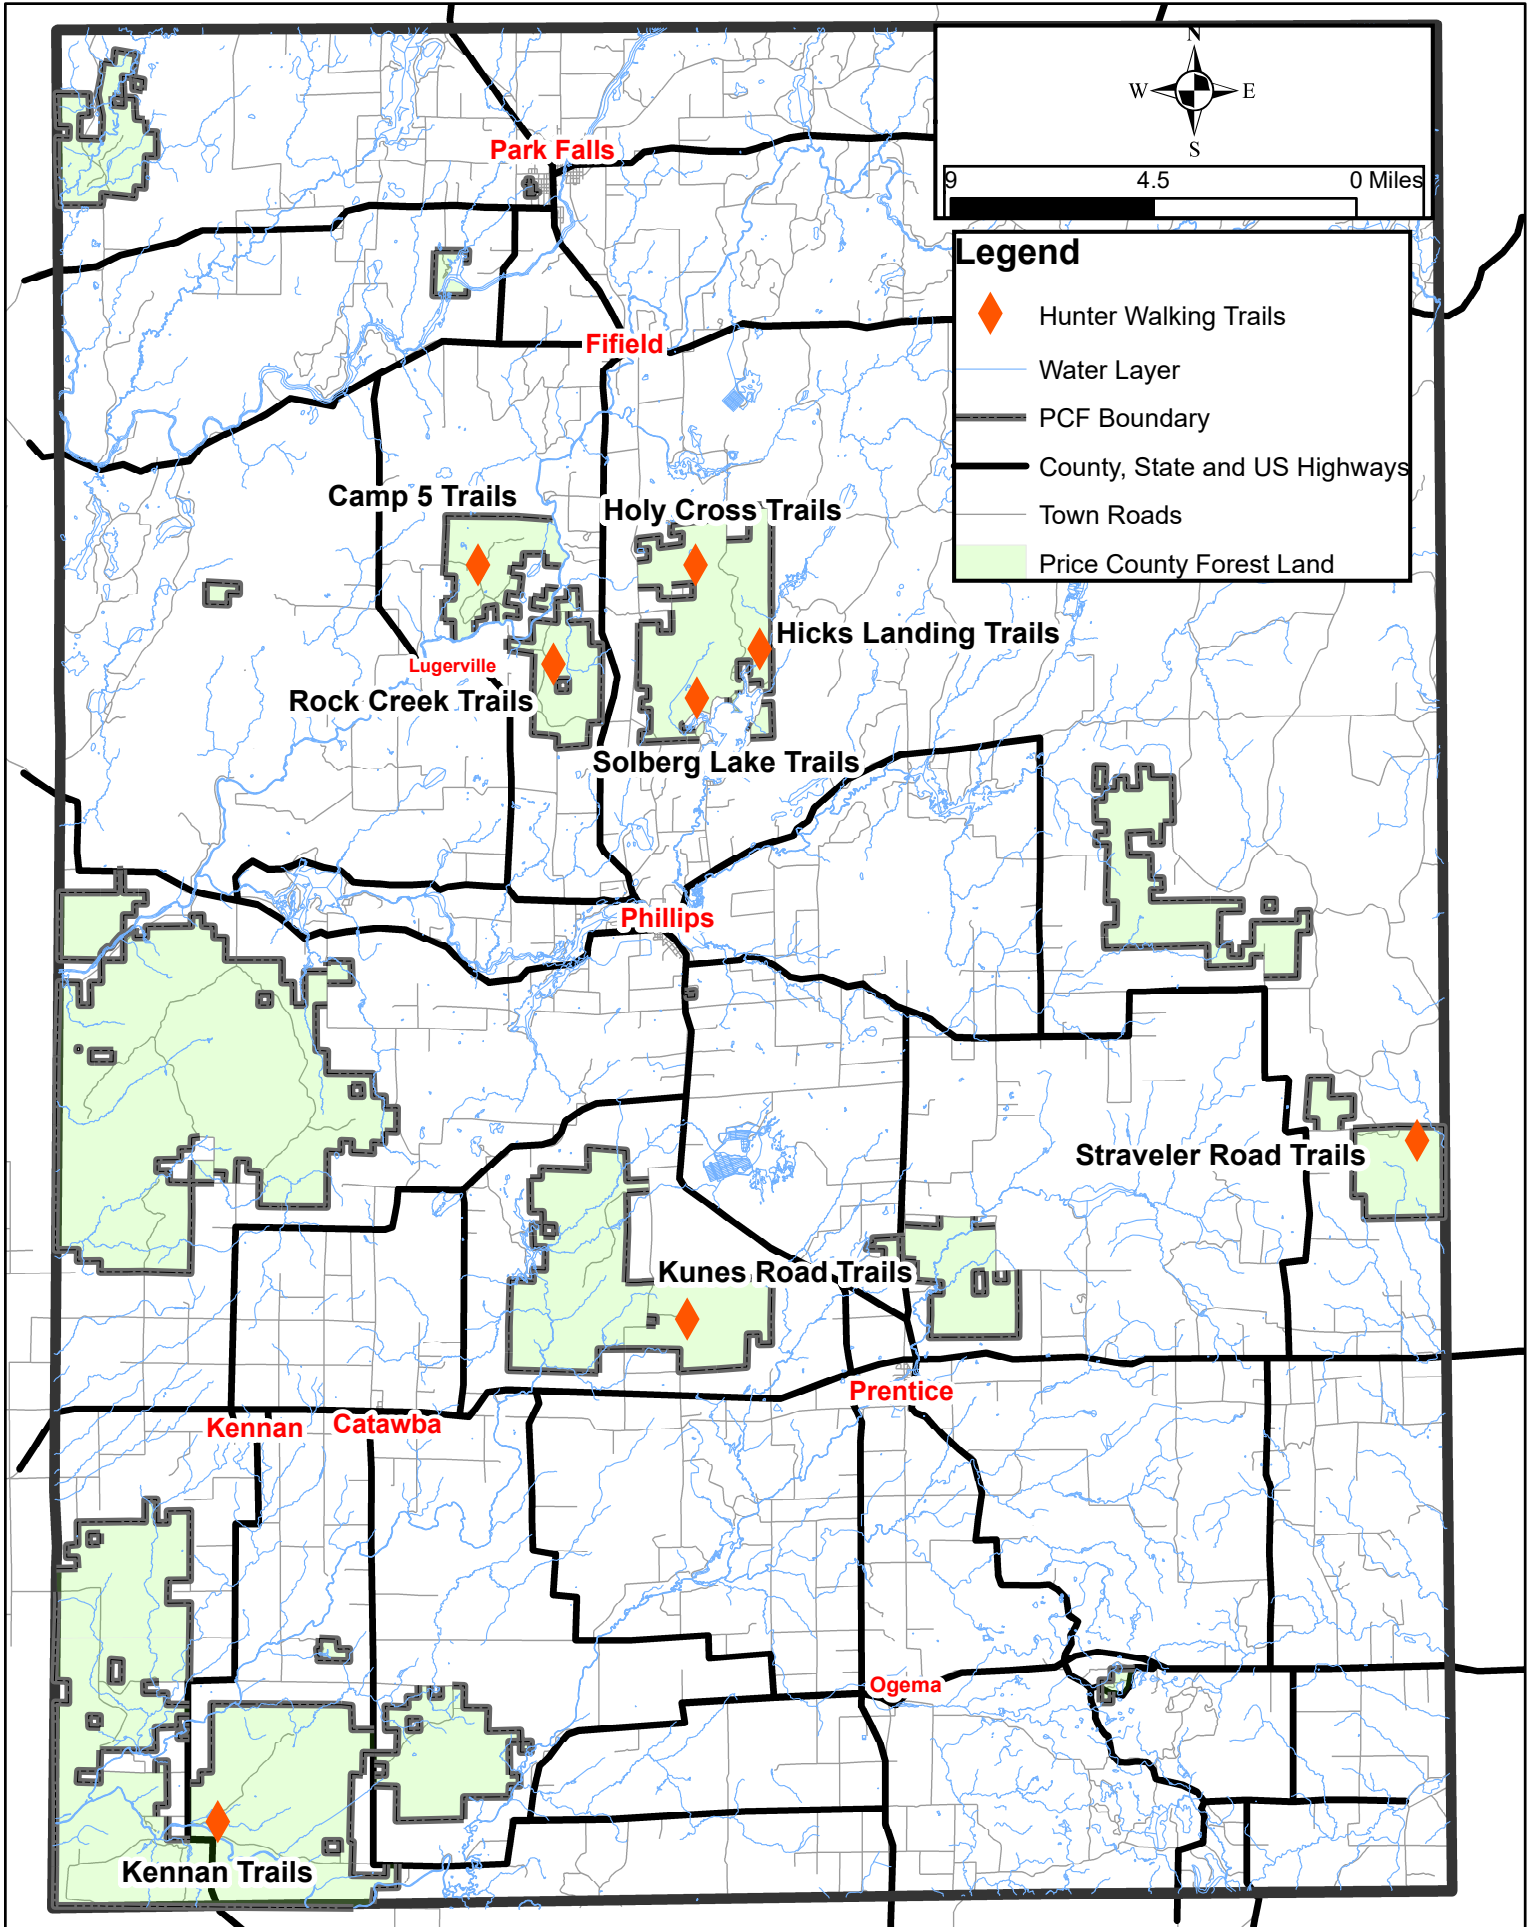 N
W E
S
9 4.5 0 Miles
Park Falls
Legend
Hunter Walking Trails
Fifield
Water Layer
PCF Boundary
County, State and US Highways
Camp 5 Trails
Holy Cross Trails
Town Roads
Price County Forest Land
Hicks Landing Trails
Lugerville
Rock Creek Trails
Solberg Lake Trails
Phillips
Straveler Road Trails
Kunes Road Trails
Prentice
Kennan
Catawba
Ogema
Kennan Trails